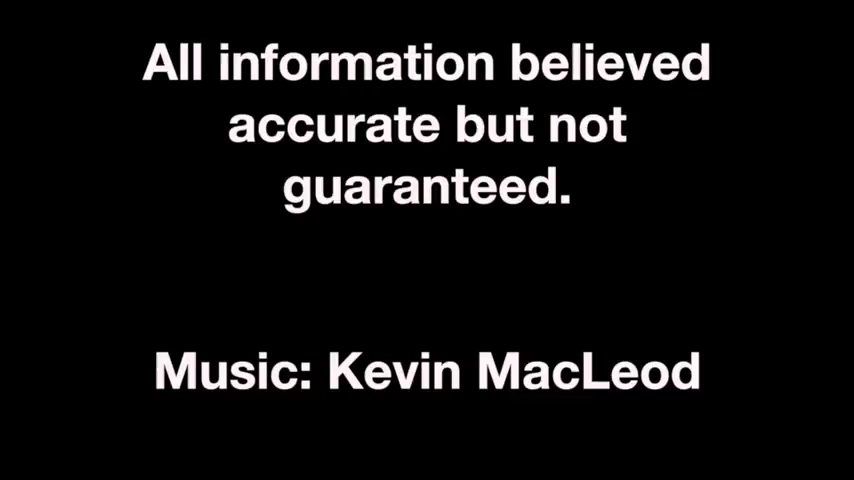 All information believed
accurate but not
guaranteed.
Music: Kevin MacLeod